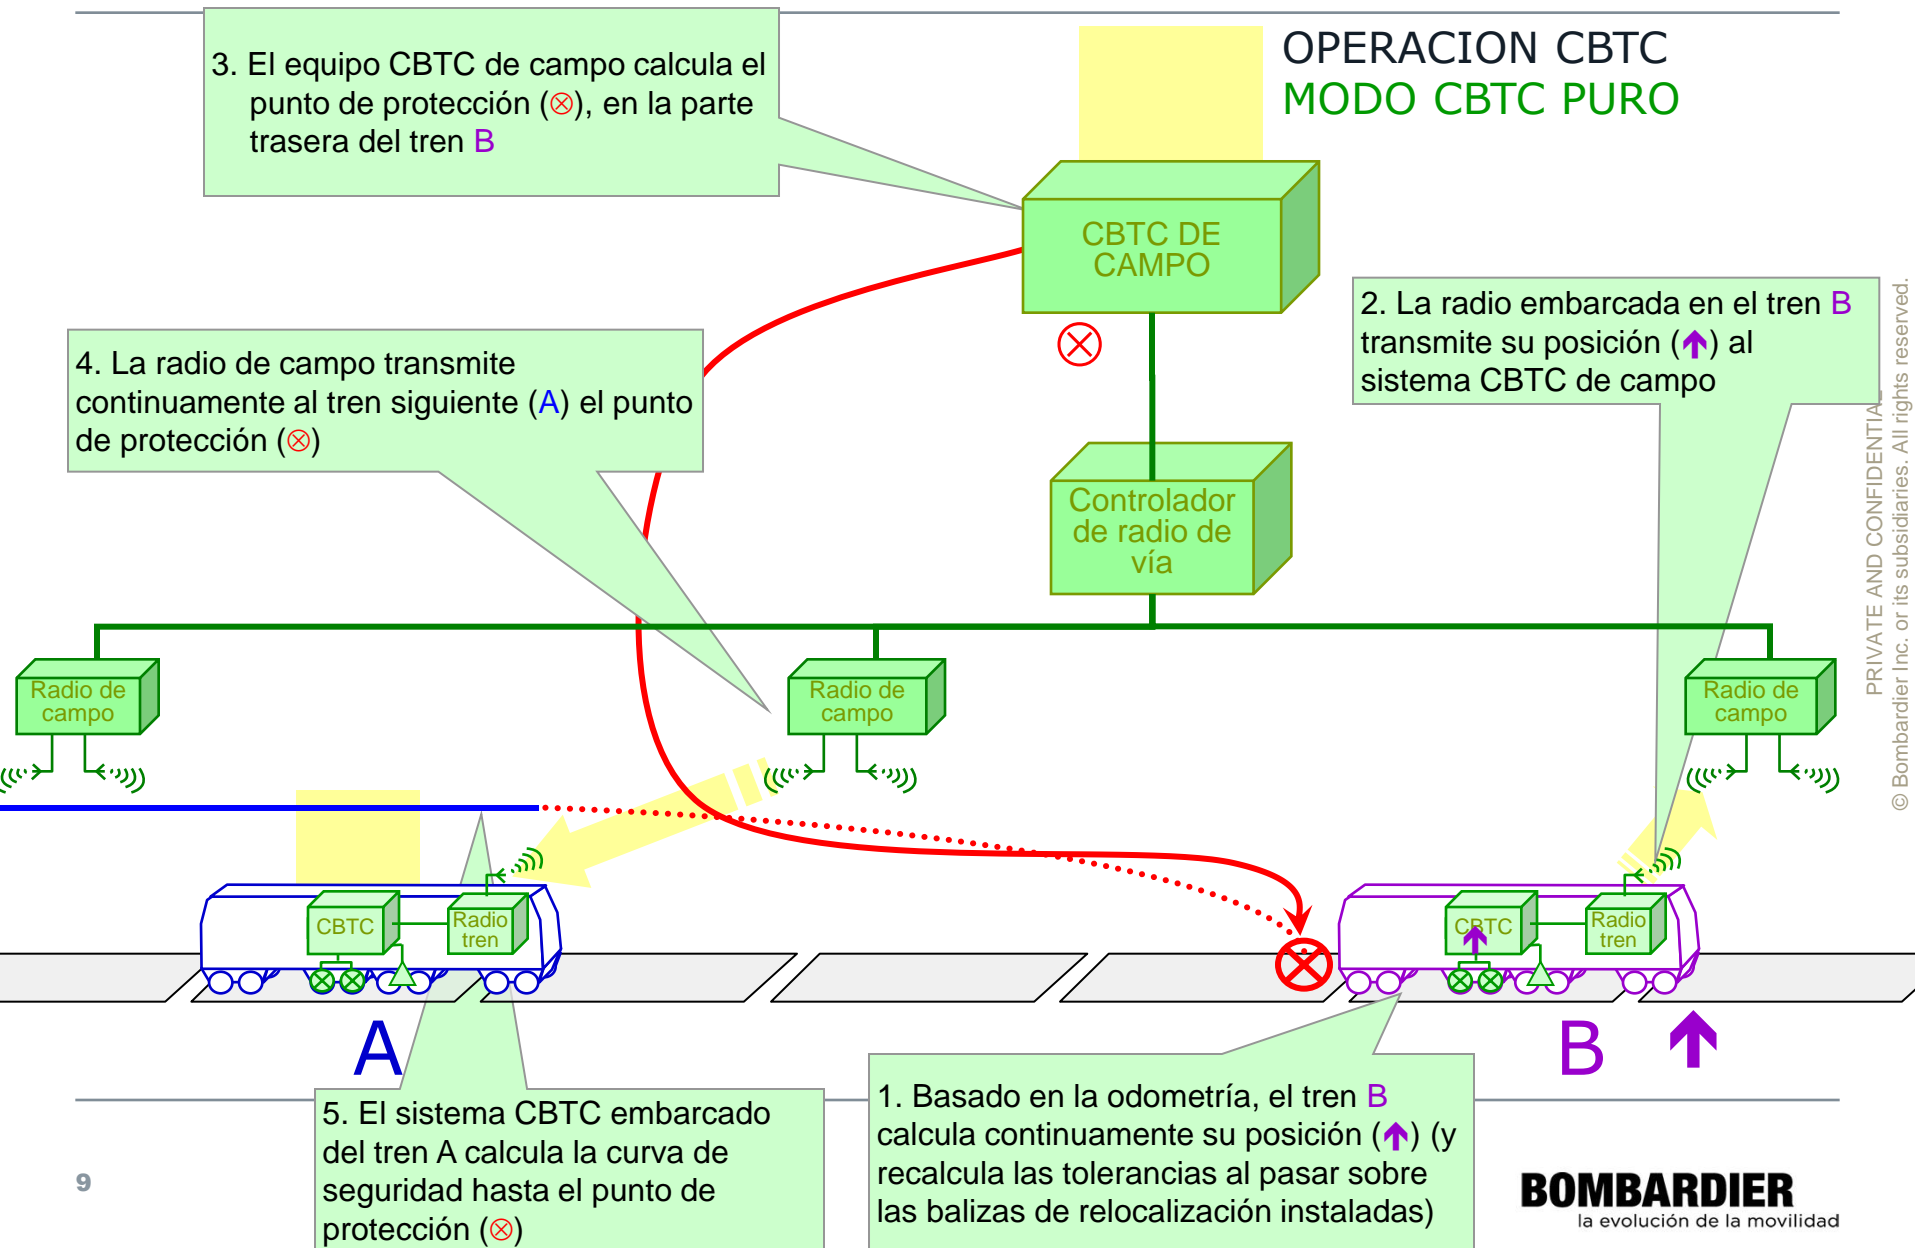 OPERACION CBTC
MODO CBTC PURO
3. El equipo CBTC de campo calcula el
punto de protección (⊗), en la parte
trasera del tren B
CBTC DE
CAMPO
2. La radio embarcada en el tren B
transmite su posición (↑) al
sistema CBTC de campo
4. La radio de campo transmite
continuamente al tren siguiente (A) el punto
de protección (⊗)
Controlador
de radio de
vía
Radio de
campo
Radio de
campo
Radio de
campo
CBTC
Radio
tren
CBTC
Radio
tren
A
B
5. El sistema CBTC embarcado
del tren A calcula la curva de
seguridad hasta el punto de
protección (⊗)
1. Basado en la odometría, el tren B
calcula continuamente su posición (↑) (y
recalcula las tolerancias al pasar sobre
las balizas de relocalización instaladas)
9
BOMBARDIER
la evolución de la movilidad
PRIVATE AND CONFIDENTIAL
© Bombardier Inc. or its subsidiaries. All rights reserved.